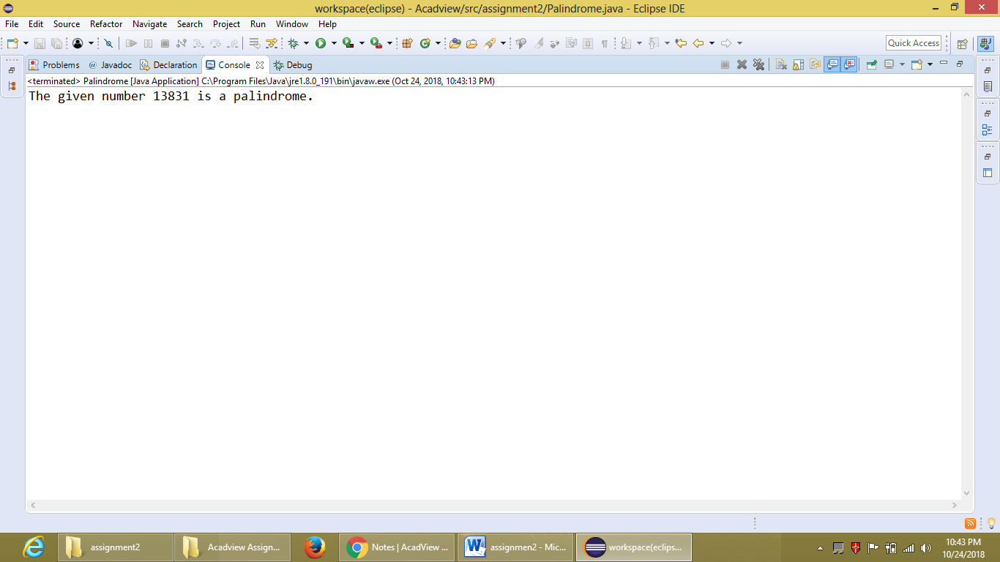 workspace(eclipse) - Acadview/src/assignment2/Palindrome.java - Eclipse IDE
File Edit Source Refactor Navigate Search Project Run Window Help
Quick Access
Problems @ Javadoc Declaration Console Debug
<terminated> Palindrome [Java Application] C:\Program Files\Java\jre1.8.0_191\bin\javaw.exe (Oct 24, 2018, 10:43:13 PM)
The given number 13831 is a palindrome.
assignment2 Acadview Assign... Notes | AcadView ... assignmen2 - Mic... workspace(eclips...
10:43 PM
10/24/2018